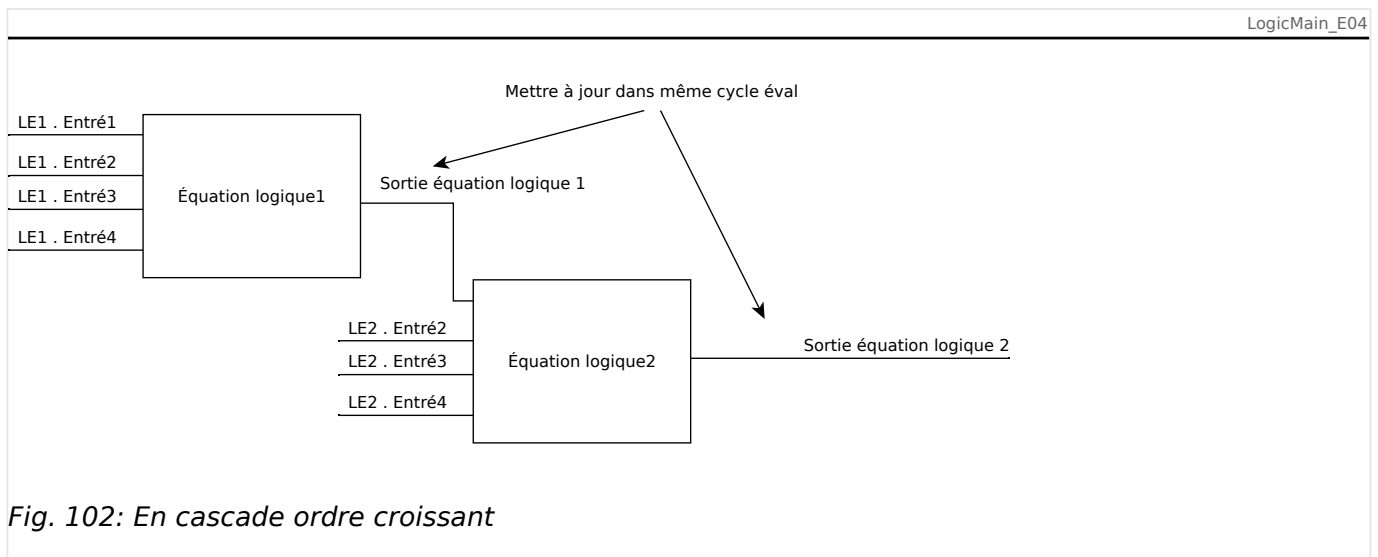 LogicMain_E04
Mettre à jour dans même cycle éval
LE1 . Entré1
LE1 . Entré2
LE1 . Entré3
LE1 . Entré4
Équation logique1
Sortie équation logique 1
LE2 . Entré2
LE2 . Entré3
LE2 . Entré4
Équation logique2
Sortie équation logique 2
Fig. 102: En cascade ordre croissant